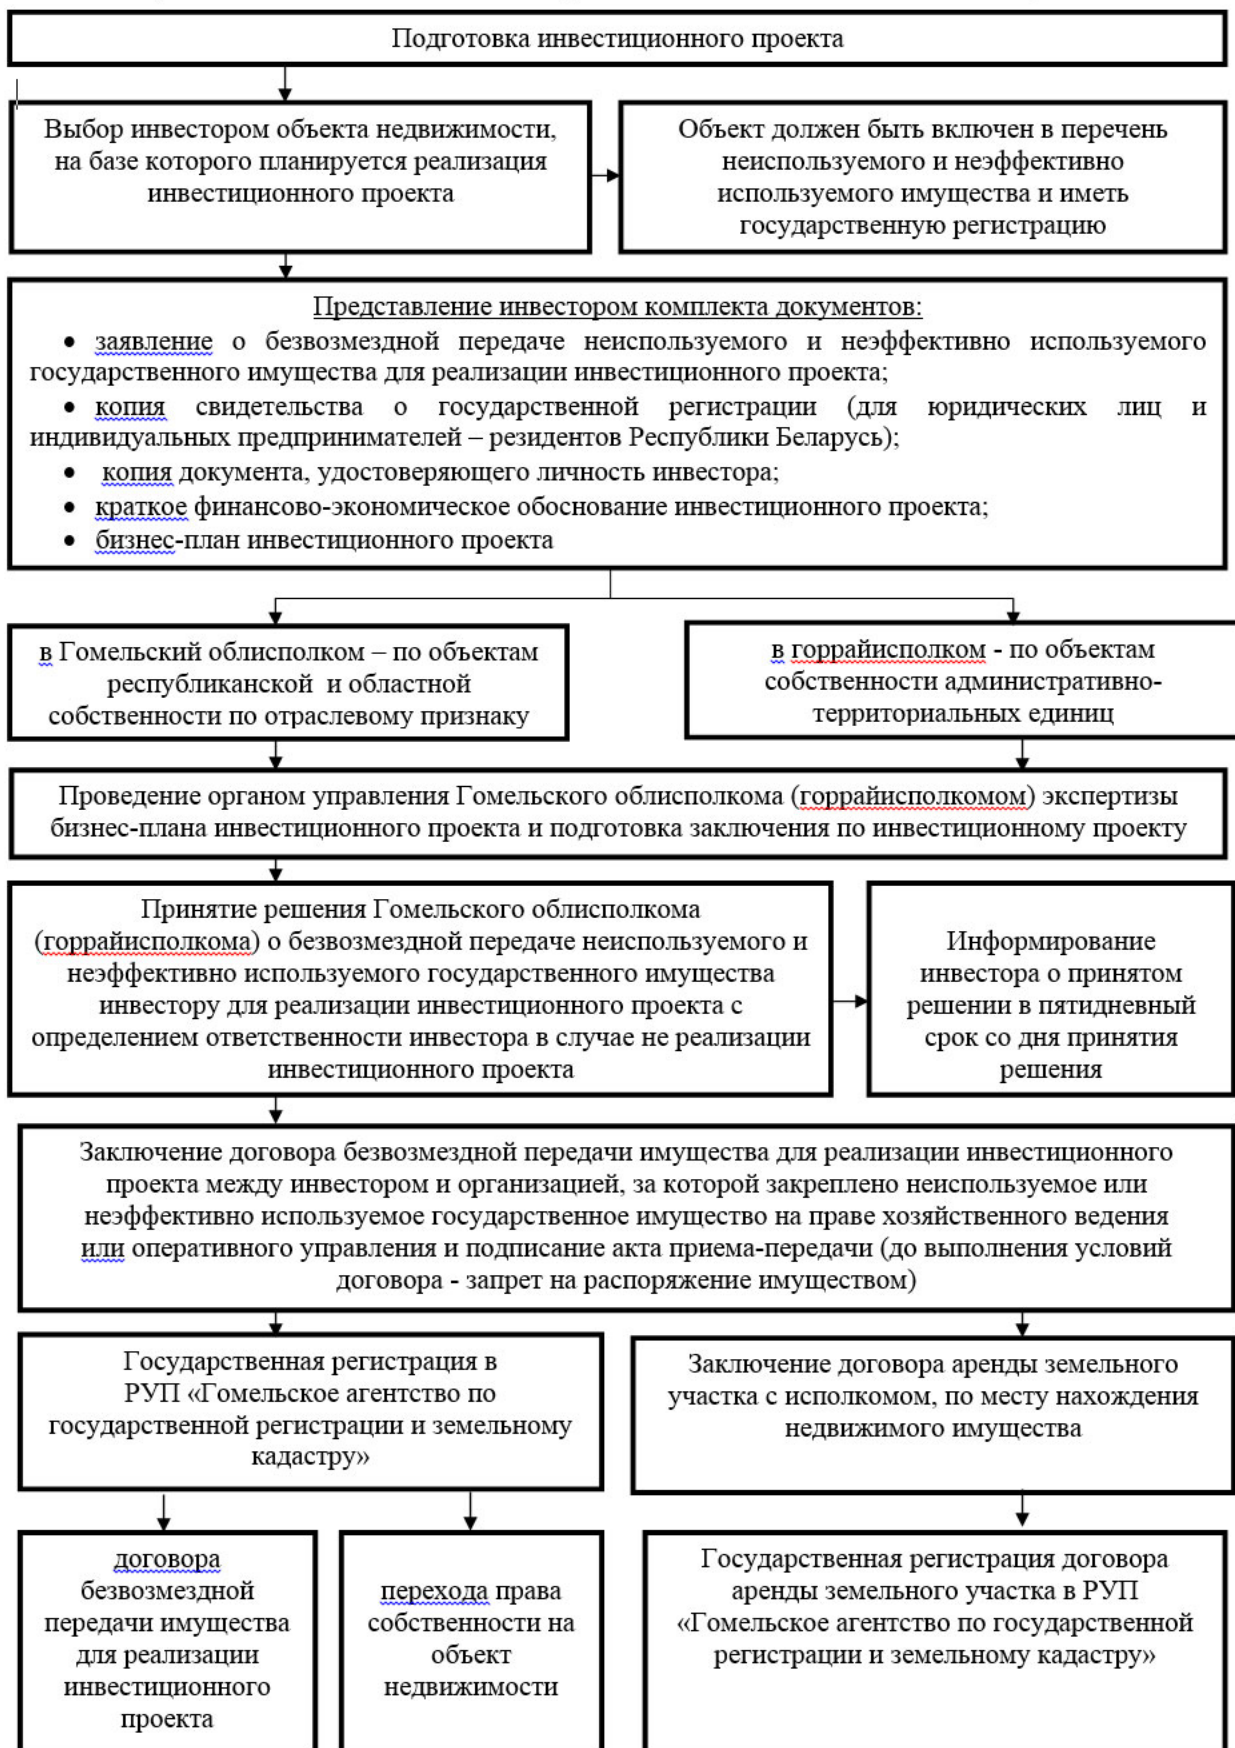 Подготовка инвестиционного проекта
Выбор инвестором объекта недвижимости,
на базе которого планируется реализация
инвестиционного проекта
Объект должен быть включен в перечень
неиспользуемого и неэффективно
используемого имущества и иметь
государственную регистрацию
Представление инвестором комплекта документов:
• заявление о безвозмездной передаче неиспользуемого и неэффективно используемого
государственного имущества для реализации инвестиционного проекта;
• копия свидетельства о государственной регистрации (для юридических лиц и
индивидуальных предпринимателей – резидентов Республики Беларусь);
• копия документа, удостоверяющего личность инвестора;
• краткое финансово-экономическое обоснование инвестиционного проекта;
• бизнес-план инвестиционного проекта
в Гомельский облисполком – по объектам
республиканской и областной
собственности по отраслевому признаку
в горрайисполком - по объектам
собственности административно-
территориальных единиц
Проведение органом управления Гомельского облисполкома (горрайисполкомом) экспертизы
бизнес-плана инвестиционного проекта и подготовка заключения по инвестиционному проекту
Принятие решения Гомельского облисполкома
(горрайисполкома) о безвозмездной передаче неиспользуемого и
неэффективно используемого государственного имущества
инвестору для реализации инвестиционного проекта с
определением ответственности инвестора в случае не реализации
инвестиционного проекта
Информирование
инвестора о принятом
решении в пятидневный
срок со дня принятия
решения
Заключение договора безвозмездной передачи имущества для реализации инвестиционного
проекта между инвестором и организацией, за которой закреплено неиспользуемое или
неэффективно используемое государственное имущество на праве хозяйственного ведения
или оперативного управления и подписание акта приема-передачи (до выполнения условий
договора - запрет на распоряжение имуществом)
Государственная регистрация в
РУП «Гомельское агентство по
государственной регистрации и земельному
кадастру»
Заключение договора аренды земельного
участка с исполкомом, по месту нахождения
недвижимого имущества
договора
безвозмездной
передачи имущества
для реализации
инвестиционного
проекта
перехода права
собственности на
объект
недвижимости
Государственная регистрация договора
аренды земельного участка в РУП
«Гомельское агентство по государственной
регистрации и земельному кадастру»